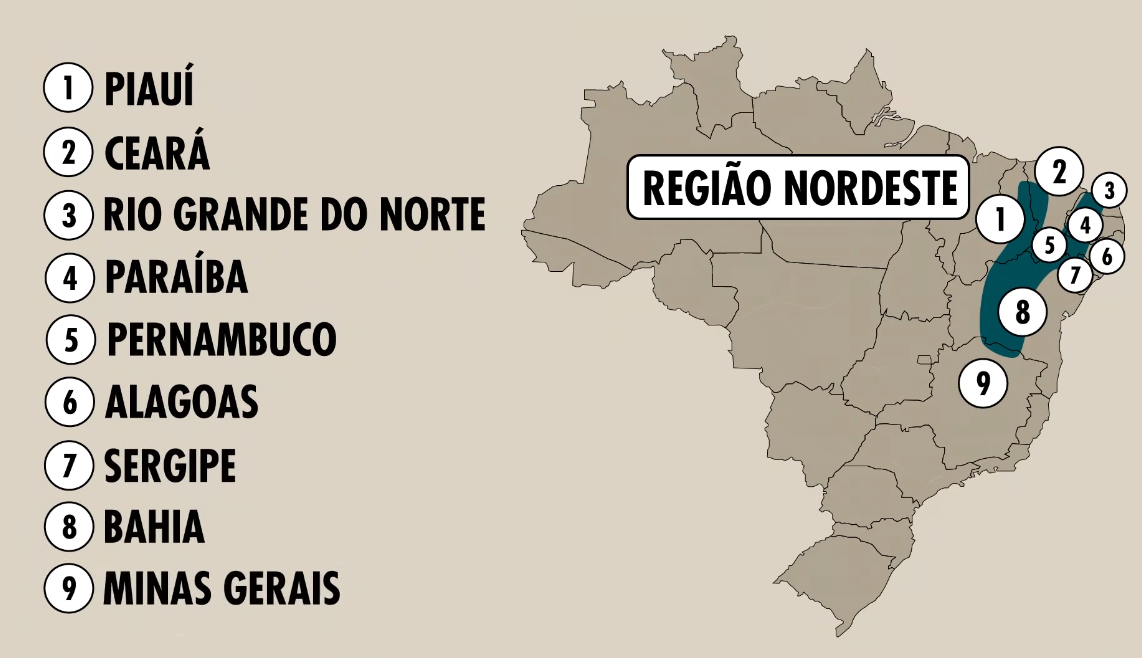 1 PIAUÍ
2 CEARÁ
3 RIO GRANDE DO NORTE
4 PARAÍBA
5 PERNAMBUCO
6 ALAGOAS
7 SERGIPE
8 BAHIA
9 MINAS GERAIS
REGIÃO NORDESTE
2
3
1
4
5
6
7
8
9